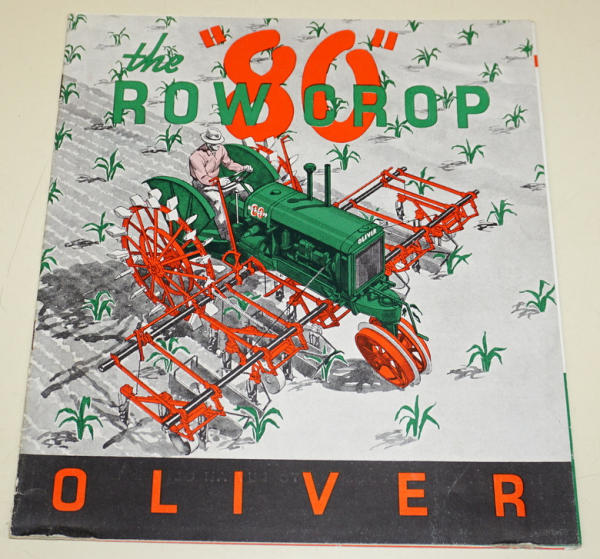 the "80"
ROW CROP
80
OLIVER
OLIVER